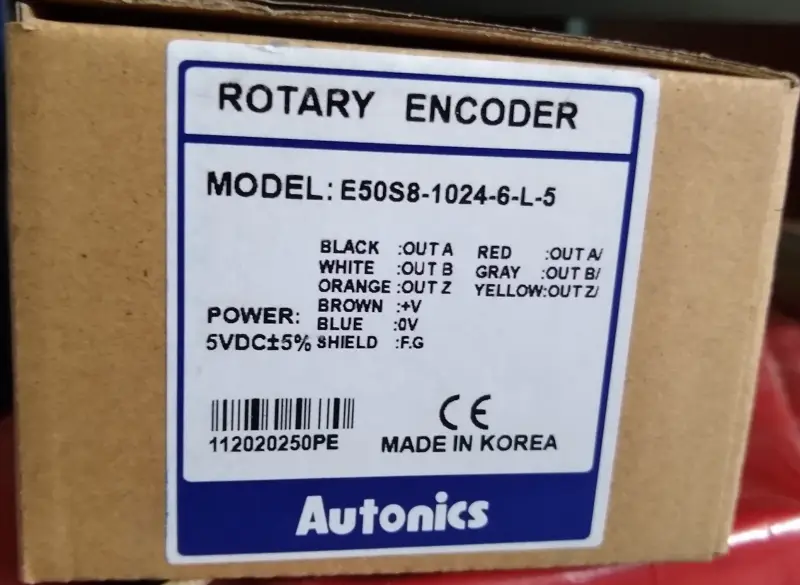 ROTARY ENCODER
MODEL: E50S8-1024-6-L-5
BLACK :OUT A RED :OUT A/
WHITE :OUT B GRAY :OUT B/
ORANGE :OUT Z YELLOW:OUT Z/
BROWN :+V
POWER: BLUE :0V
5VDC±5% SHIELD :F.G
112020250PE
CE
MADE IN KOREA
Autonics